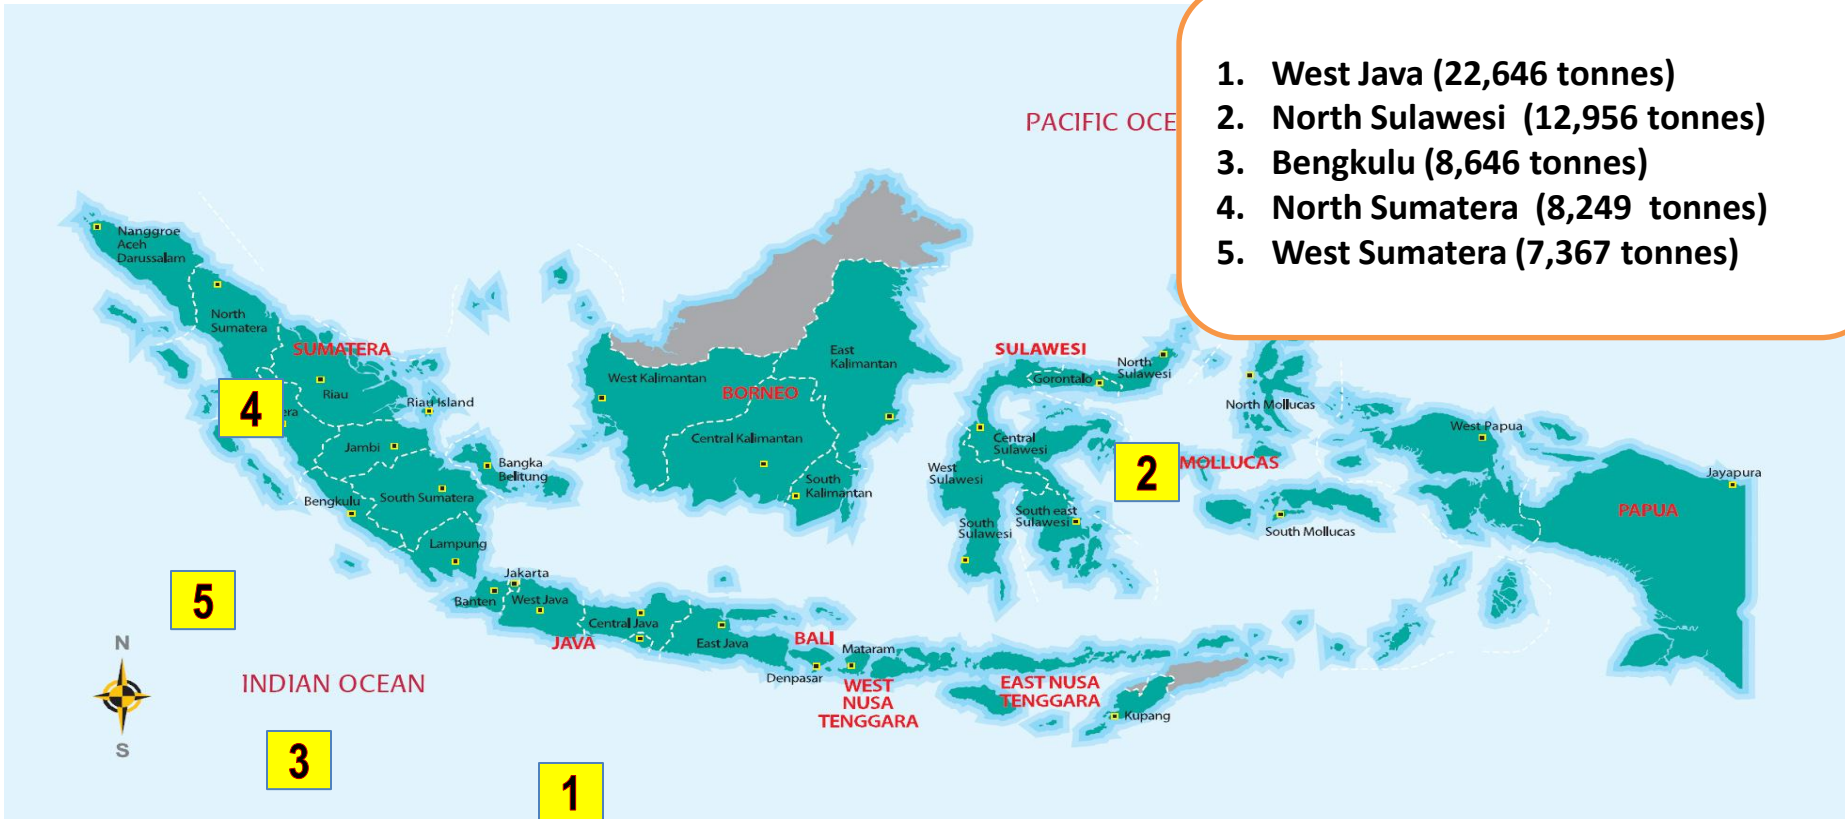 1. West Java (22,646 tonnes)
2. North Sulawesi (12,956 tonnes)
3. Bengkulu (8,646 tonnes)
4. North Sumatera (8,249 tonnes)
5. West Sumatera (7,367 tonnes)
PACIFIC OCE
Nanggroe
Aceh
Darussalam
North
Sumatera
SUMATERA
Riau
Riau Island
4
era
Jambi
Bangka
Belitung
Bengkulu
South Sumatera
Lampung
West Kalimantan
East
Kalimantan
BORNEO
Central Kalimantan
South
Kalimantan
SULAWESI
Gorontalo
North
Sulawesi
Central
Sulawesi
West
Sulawesi
South east
Sulawesi
South
Sulawesi
2
North Mollucas
MOLLUCAS
South Mollucas
West Papua
Jayapura
PAPUA
Jakarta
Banten
West Java
JAVA
Central Java
East Java
BALI
Denpasar
Mataram
WEST
NUSA
TENGGARA
EAST NUSA
TENGGARA
Kupang
5
N
S
INDIAN OCEAN
3
1